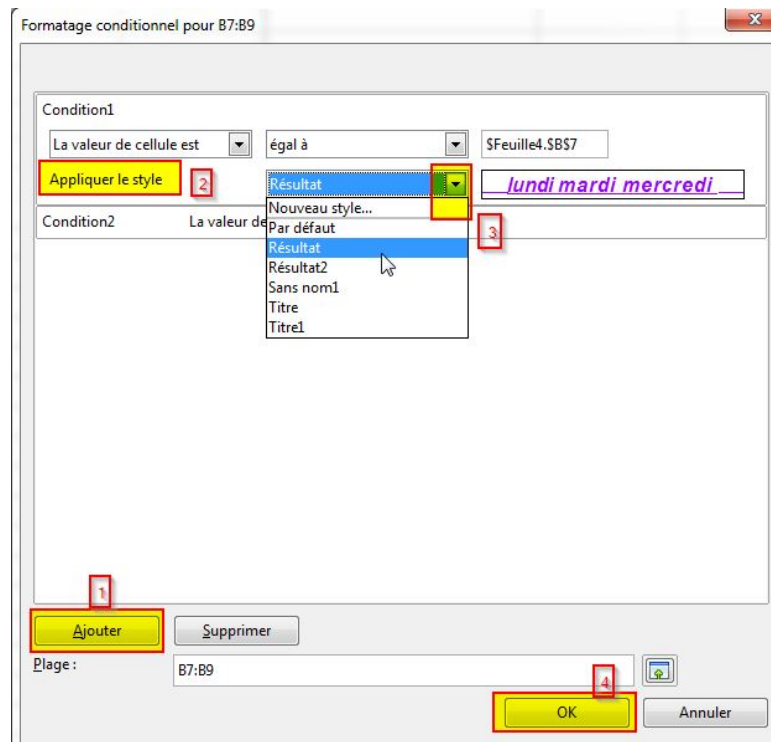 Formatage conditionnel pour B7:B9
Condition1
La valeur de cellule est égal à $Feuille4.$B$7
Appliquer le style 2 Résultat lundi mardi mercredi
Nouveau style...
3
Condition2 La valeur de
Par défaut
Résultat
Résultat2
Sans nom1
Titre
Titre1
1
Ajouter Supprimer
Plage : B7:B9
4
OK Annuler